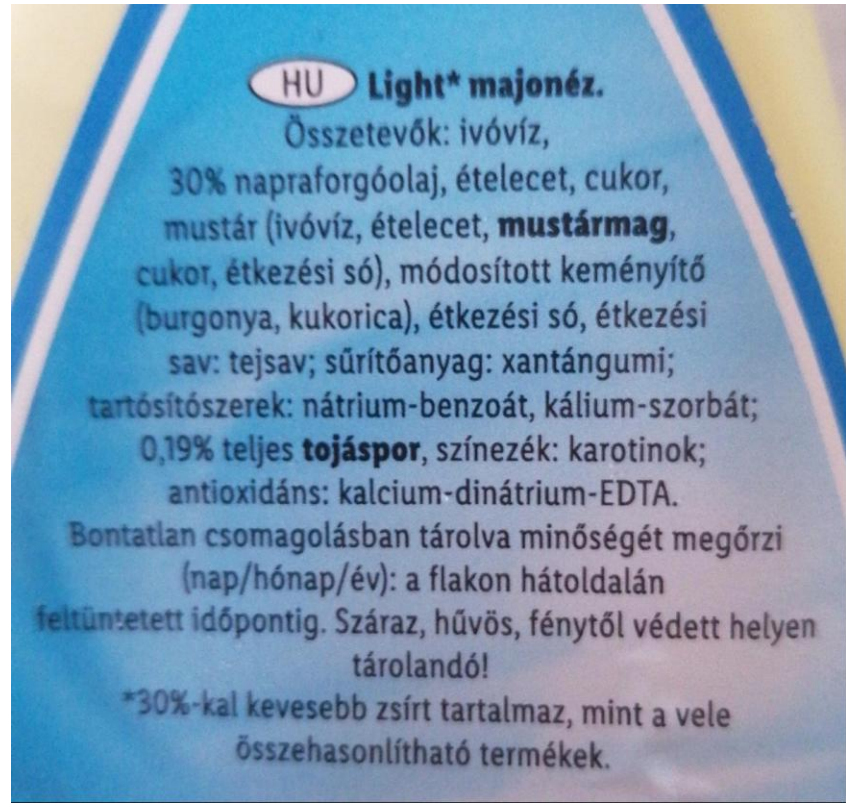 HU Light* majonéz.
Összetevők: ivóvíz,
30% napraforgóolaj, ételecet, cukor,
mustár (ivóvíz, ételecet, mustármag,
cukor, étkezési só), módosított keményítő
(burgonya, kukorica), étkezési só, étkezési
sav: tejsav; sűrítőanyag: xantángumi;
tartósítószerek: nátrium-benzoát, kálium-szorbát;
0,19% teljes tojáspor, színezék: karotinok;
antioxidáns: kalcium-dinátrium-EDTA.
Bontatlan csomagolásban tárolva minőségét megőrzi
(nap/hónap/év): a flakon hátoldalán
feltüntetett időpontig. Száraz, hűvös, fénytől védett helyen
tárolandó!
*30%-kal kevesebb zsírt tartalmaz, mint a vele
összehasonlítható termékek.